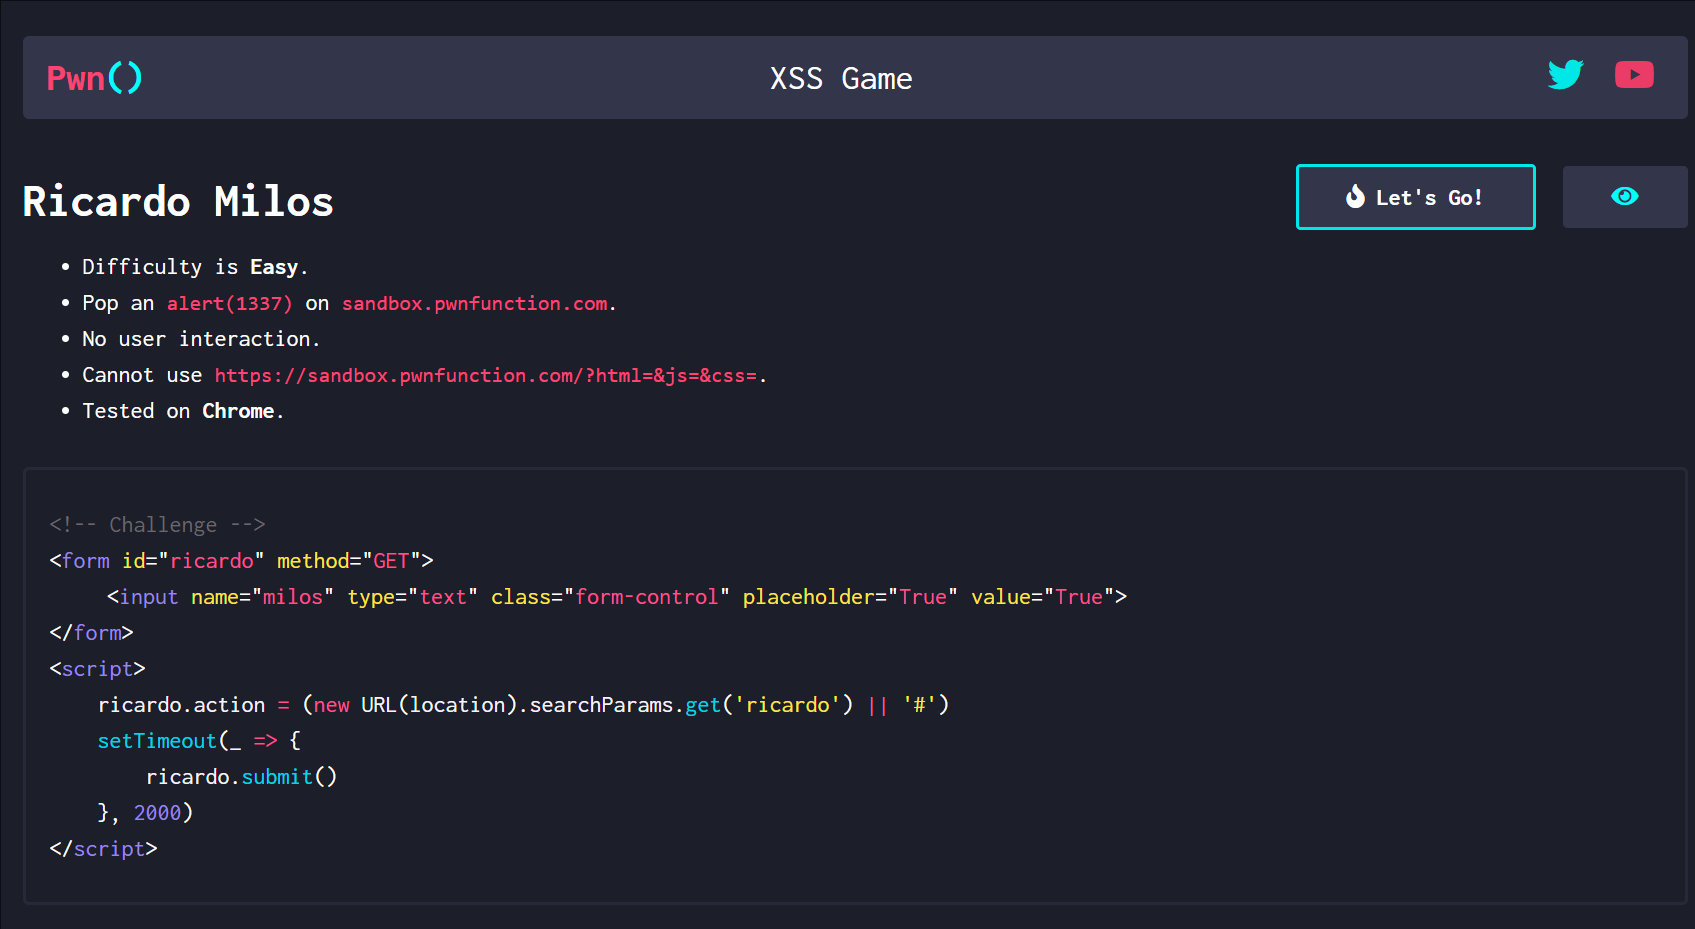 Pwn()
XSS Game
Ricardo Milos
Let's Go!
• Difficulty is Easy.
• Pop an alert(1337) on sandbox.pwnfunction.com.
• No user interaction.
• Cannot use https://sandbox.pwnfunction.com/?html=&js=&css=.
• Tested on Chrome.
<!-- Challenge -->
<form id="ricardo" method="GET">
    <input name="milos" type="text" class="form-control" placeholder="True" value="True">
</form>
<script>
    ricardo.action = (new URL(location).searchParams.get('ricardo') || '#')
    setTimeout(_ => {
        ricardo.submit()
    }, 2000)
</script>